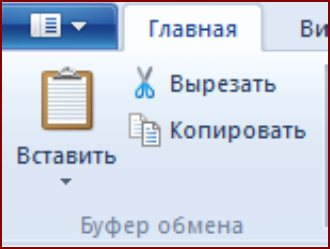 Главная Ви
Вырезать
Копировать
Вставить
Буфер обмена